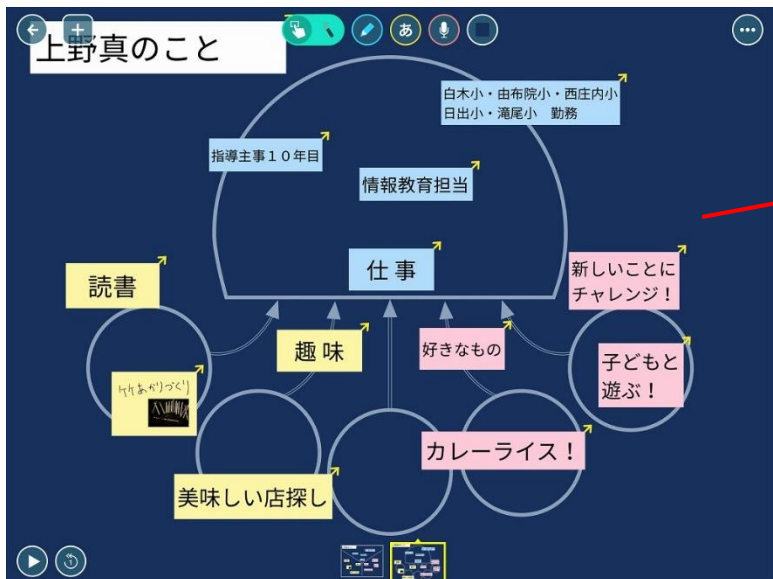 上野真のこと
あ
白木小・由布院小・西庄内小
日出小・滝尾小　勤務
指導主事１０年目
情報教育担当
仕 事
新しいことに
チャレンジ！
読書
趣 味
好きなもの
子どもと
遊ぶ！
竹あかりづくり
カレーライス！
美味しい店探し